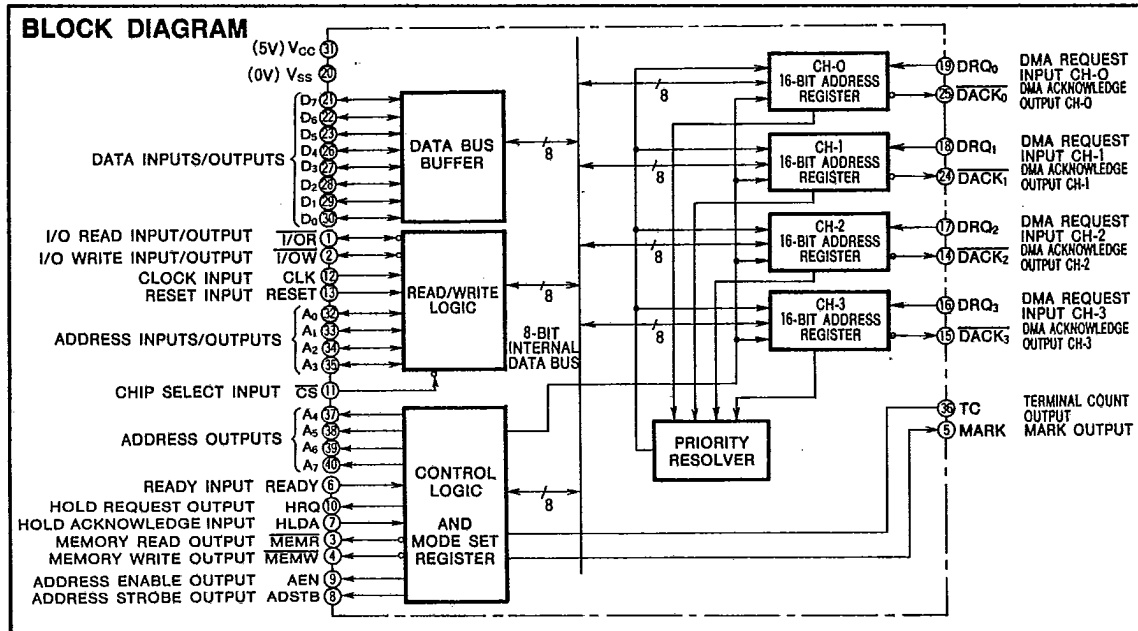 BLOCK DIAGRAM
(5V) VCC 31
(0V) VSS 20
DATA INPUTS/OUTPUTS
D7 21
D6 22
D5 23
D4 26
D3 27
D2 28
D1 29
D0 30
DATA BUS
BUFFER
8
I/O READ INPUT/OUTPUT I/OR 1
I/O WRITE INPUT/OUTPUT I/OW 2
CLOCK INPUT CLK 12
RESET INPUT RESET 13
ADDRESS INPUTS/OUTPUTS
A0 32
A1 33
A2 34
A3 35
READ/WRITE
LOGIC
8
8-BIT
INTERNAL
DATA BUS
CHIP SELECT INPUT CS 11
ADDRESS OUTPUTS
A4 37
A5 38
A6 39
A7 40
READY INPUT READY 6
HOLD REQUEST OUTPUT HRQ 10
HOLD ACKNOWLEDGE INPUT HLDA 7
MEMORY READ OUTPUT MEMR 3
MEMORY WRITE OUTPUT MEMW 4
ADDRESS ENABLE OUTPUT AEN 9
ADDRESS STROBE OUTPUT ADSTB 8
CONTROL
LOGIC
AND
MODE SET
REGISTER
8
CH-0
16-BIT ADDRESS
REGISTER
8
19 DRQ0 DMA REQUEST
INPUT CH-0
25 DACK0 DMA ACKNOWLEDGE
OUTPUT CH-0
CH-1
16-BIT ADDRESS
REGISTER
8
18 DRQ1 DMA REQUEST
INPUT CH-1
24 DACK1 DMA ACKNOWLEDGE
OUTPUT CH-1
CH-2
16-BIT ADDRESS
REGISTER
8
17 DRQ2 DMA REQUEST
INPUT CH-2
14 DACK2 DMA ACKNOWLEDGE
OUTPUT CH-2
CH-3
16-BIT ADDRESS
REGISTER
8
16 DRQ3 DMA REQUEST
INPUT CH-3
15 DACK3 DMA ACKNOWLEDGE
OUTPUT CH-3
PRIORITY
RESOLVER
36 TC TERMINAL COUNT
OUTPUT
5 MARK MARK OUTPUT